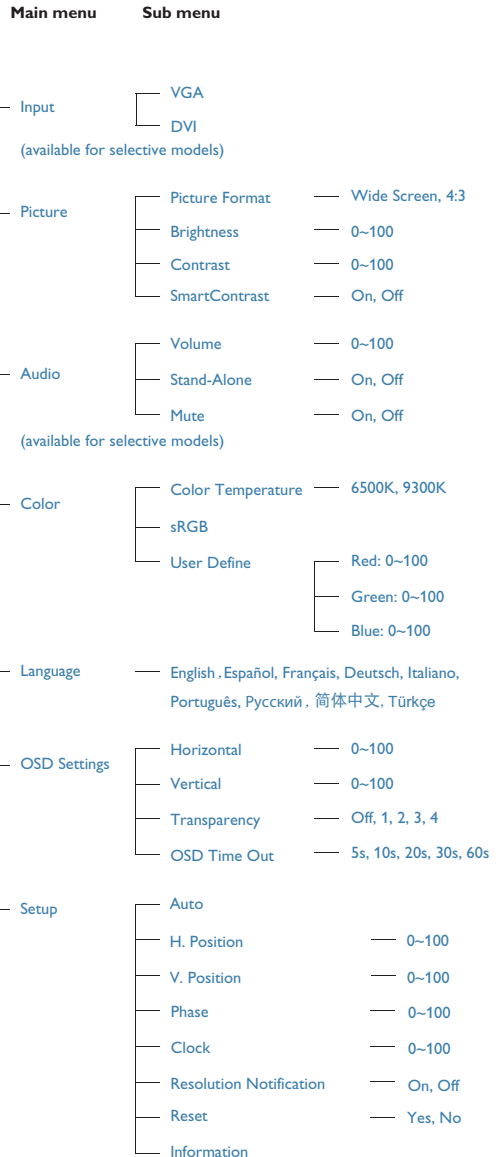 Main menu Sub menu
VGA
Input
DVI
(available for selective models)
Picture Format Wide Screen, 4:3
Picture
Brightness 0~100
Contrast 0~100
SmartContrast On, Off
Volume 0~100
Audio
Stand-Alone On, Off
Mute On, Off
(available for selective models)
Color Temperature 6500K, 9300K
Color
sRGB
User Define Red: 0~100
Green: 0~100
Blue: 0~100
Language English , Español, Français, Deutsch, Italiano,
Português, Русский , 简体中文, Türkçe
Horizontal 0~100
OSD Settings
Vertical 0~100
Transparency Off, 1, 2, 3, 4
OSD Time Out 5s, 10s, 20s, 30s, 60s
Setup Auto
H. Position 0~100
V. Position 0~100
Phase 0~100
Clock 0~100
Resolution Notification On, Off
Reset Yes, No
Information